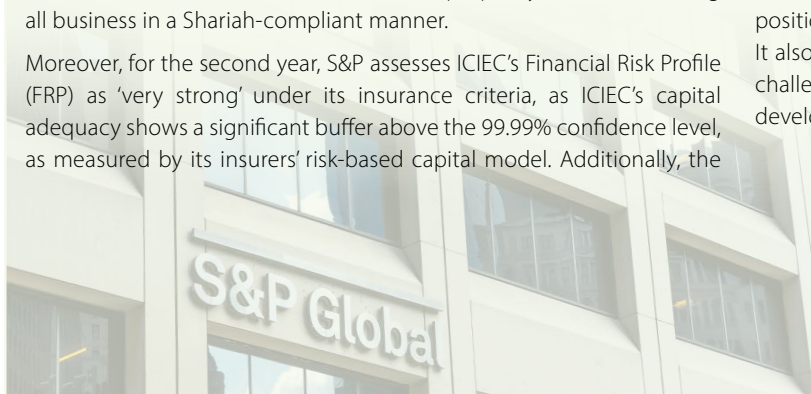 all business in a Shariah-compliant manner.
Moreover, for the second year, S&P assesses ICIEC’s Financial Risk Profile
(FRP) as ‘very strong’ under its insurance criteria, as ICIEC’s capital
adequacy shows a significant buffer above the 99.99% confidence level,
as measured by its insurers’ risk-based capital model. Additionally, the
It also
S&P Global